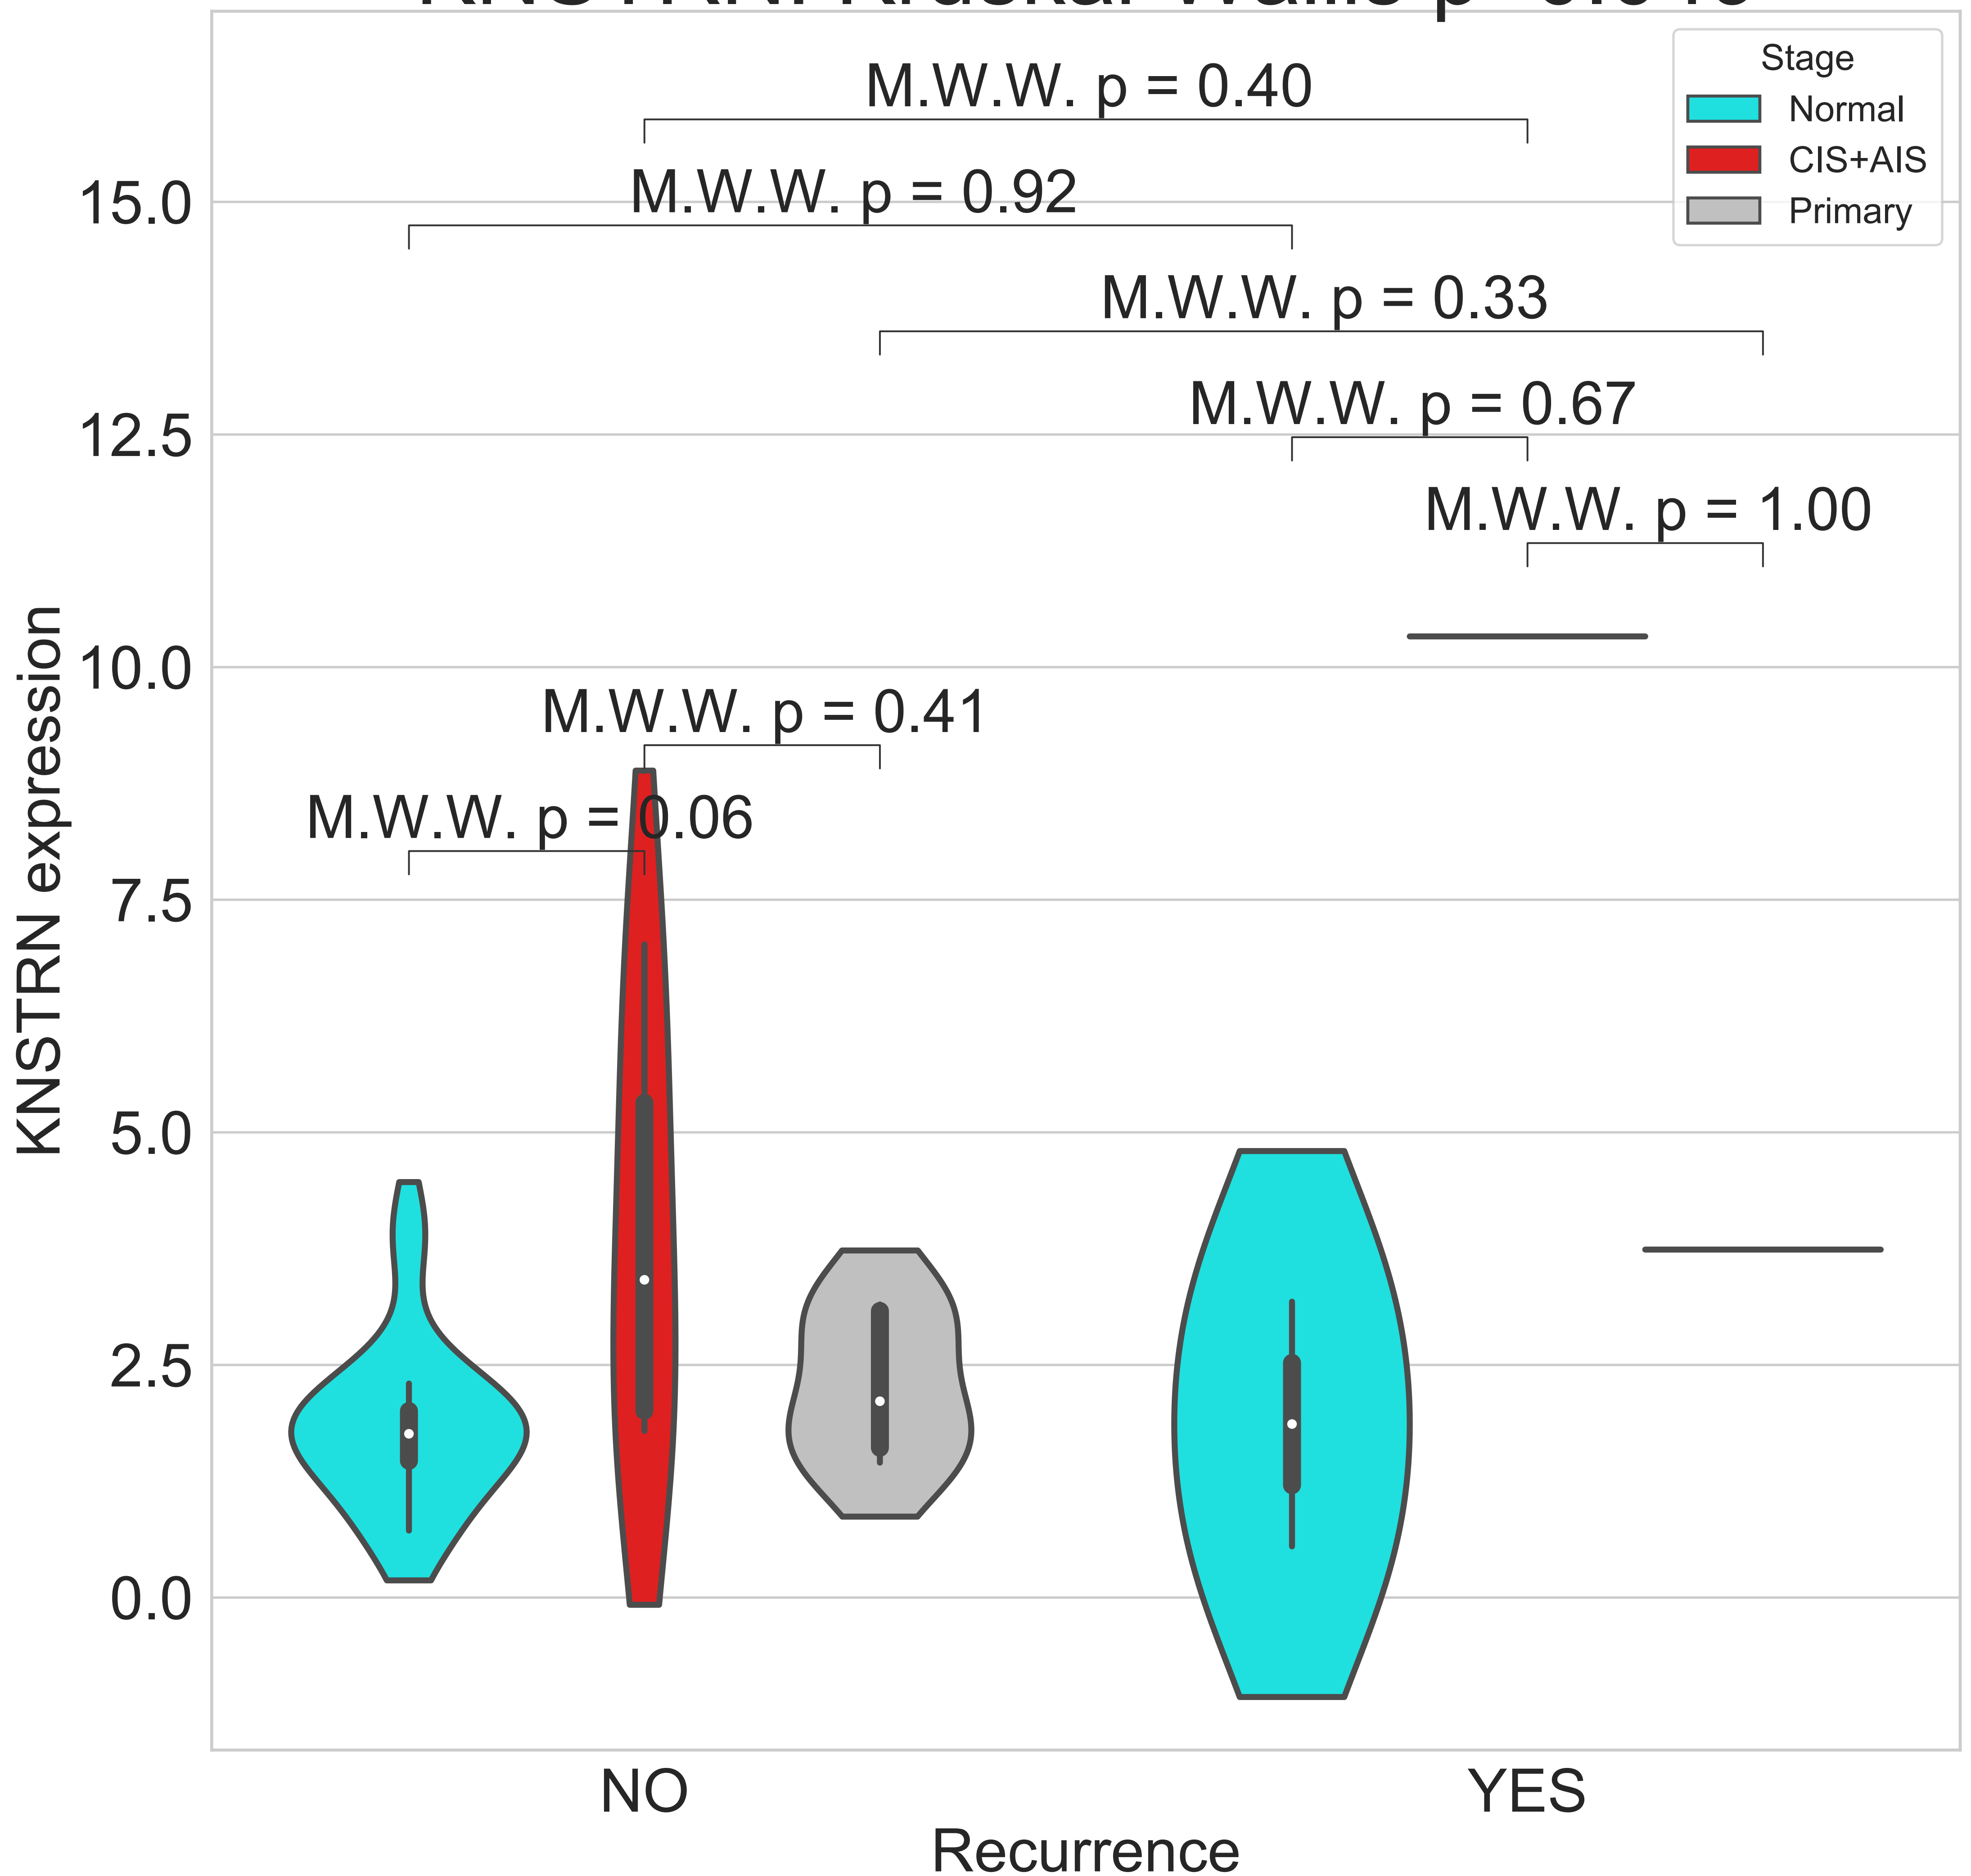 Stage
Normal
CIS+AIS
Primary
M.W.W. p = 0.40
M.W.W. p = 0.92
M.W.W. p = 0.33
M.W.W. p = 0.67
M.W.W. p = 1.00
M.W.W. p = 0.41
M.W.W. p = 0.06
15.0
12.5
10.0
7.5
5.0
2.5
0.0
KNSTRN expression
NO
YES
Recurrence